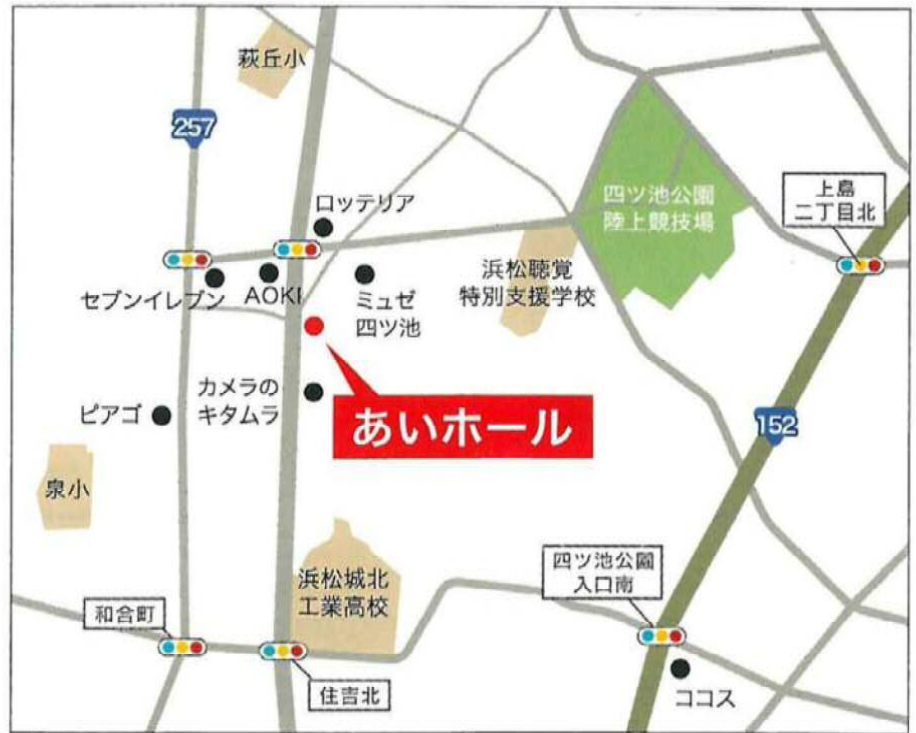 萩丘小
257
ロッテリア
四ツ池公園
陸上競技場
上島
二丁目北
セブンイレブン
AOKI
ミュゼ
四ツ池
浜松聴覚
特別支援学校
カメラの
キタムラ
ピアゴ
あいホール
152
泉小
浜松城北
工業高校
四ツ池公園
入口南
和合町
住吉北
ココス